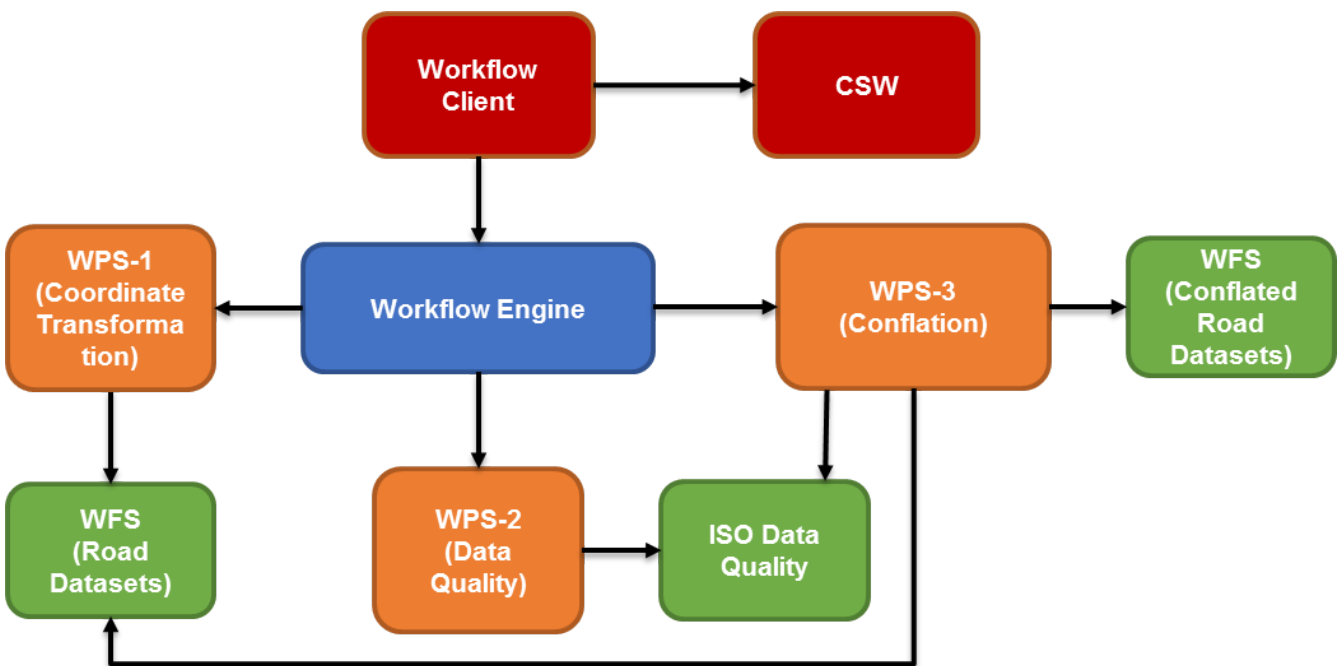 Workflow
Client
CSW
WPS-1
(Coordinate
Transforma
tion)
Workflow Engine
WPS-3
(Conflation)
WFS
(Conflated
Road
Datasets)
WFS
(Road
Datasets)
WPS-2
(Data
Quality)
ISO Data
Quality